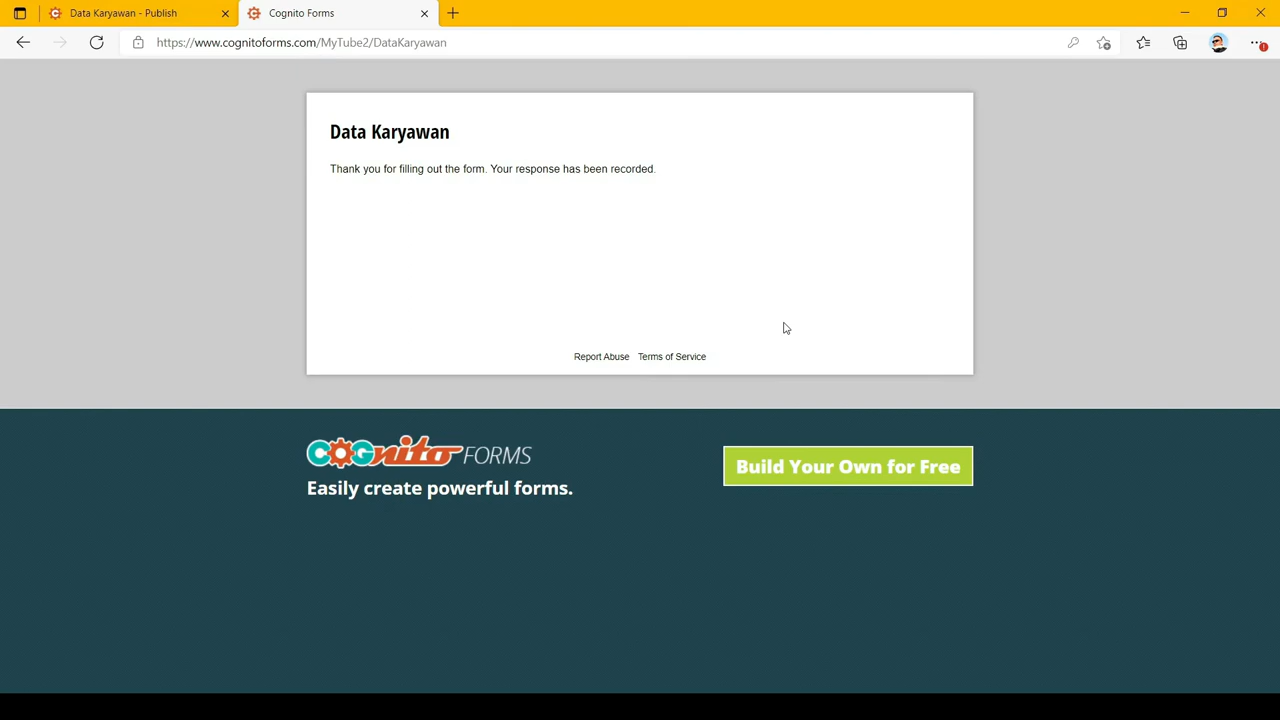 Data Karyawan - Publish
Cognito Forms
https://www.cognitoforms.com/MyTube2/DataKaryawan
Data Karyawan
Thank you for filling out the form. Your response has been recorded.
Report Abuse Terms of Service
COGnito FORMS
Build Your Own for Free
Easily create powerful forms.